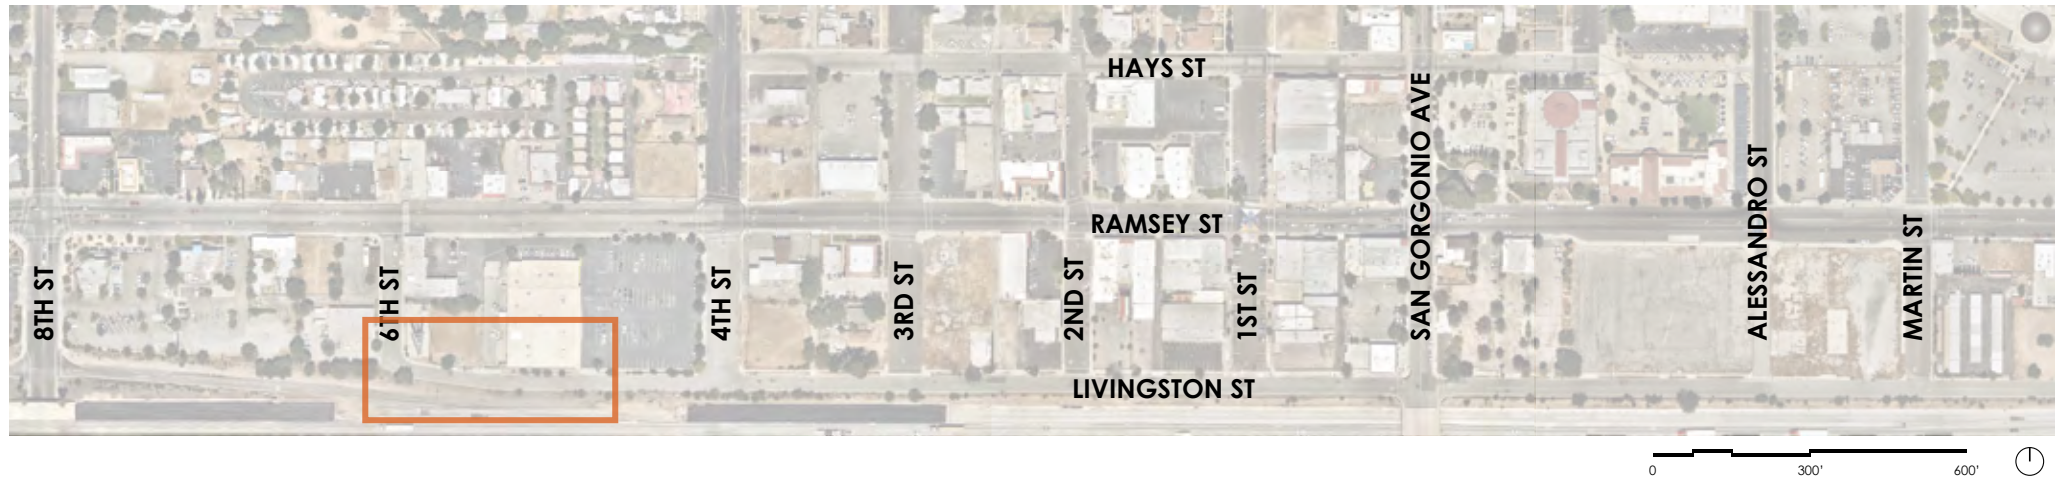 HAYS ST
RAMSEY ST
LIVINGSTON ST
8TH ST
6TH ST
4TH ST
3RD ST
2ND ST
1ST ST
SAN GORGONIO AVE
ALESSANDRO ST
MARTIN ST
0 300' 600'